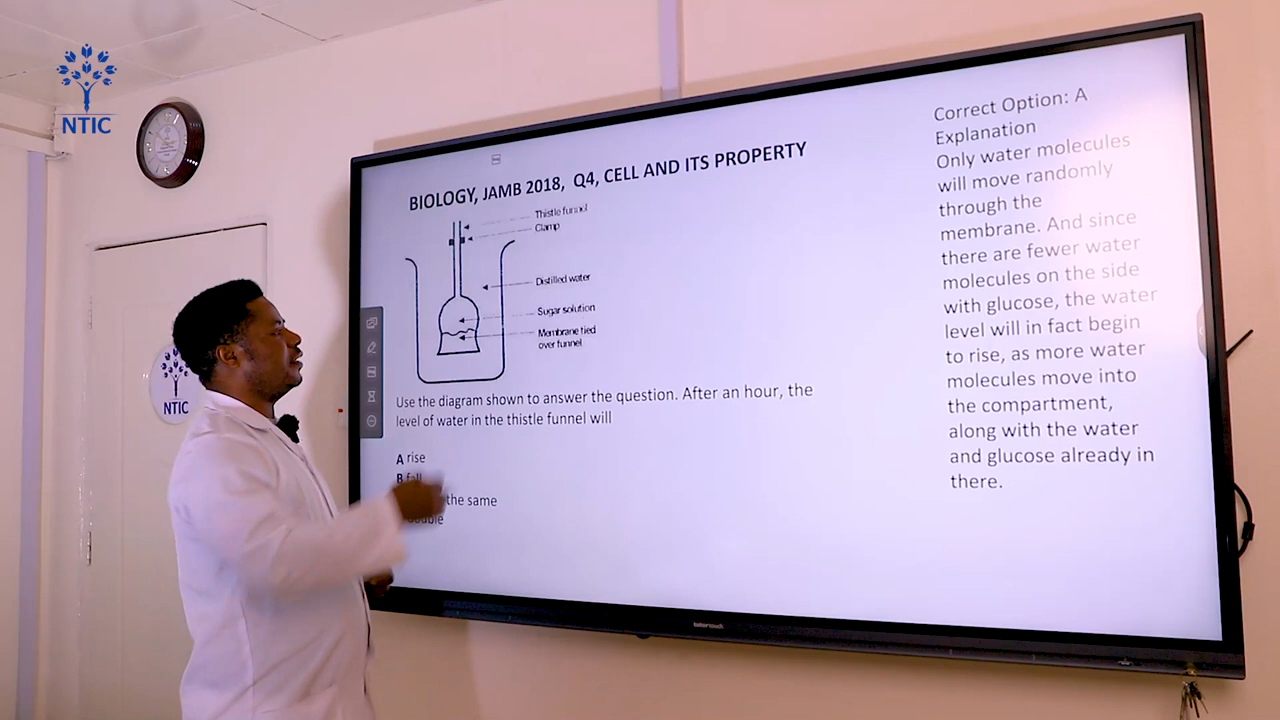 NTIC
NTIC
BIOLOGY, JAMB 2018, Q4, CELL AND ITS PROPERTY
Thistle funnel
Clamp
Distilled water
Sugar solution
Membrane tied
over funnel
Use the diagram shown to answer the question. After an hour, the
level of water in the thistle funnel will
A rise
B fall
the same
double
Correct Option: A
Explanation
Only water molecules
will move randomly
through the
membrane. And since
there are fewer water
molecules on the side
with glucose, the water
level will in fact begin
to rise, as more water
molecules move into
the compartment,
along with the water
and glucose already in
there.